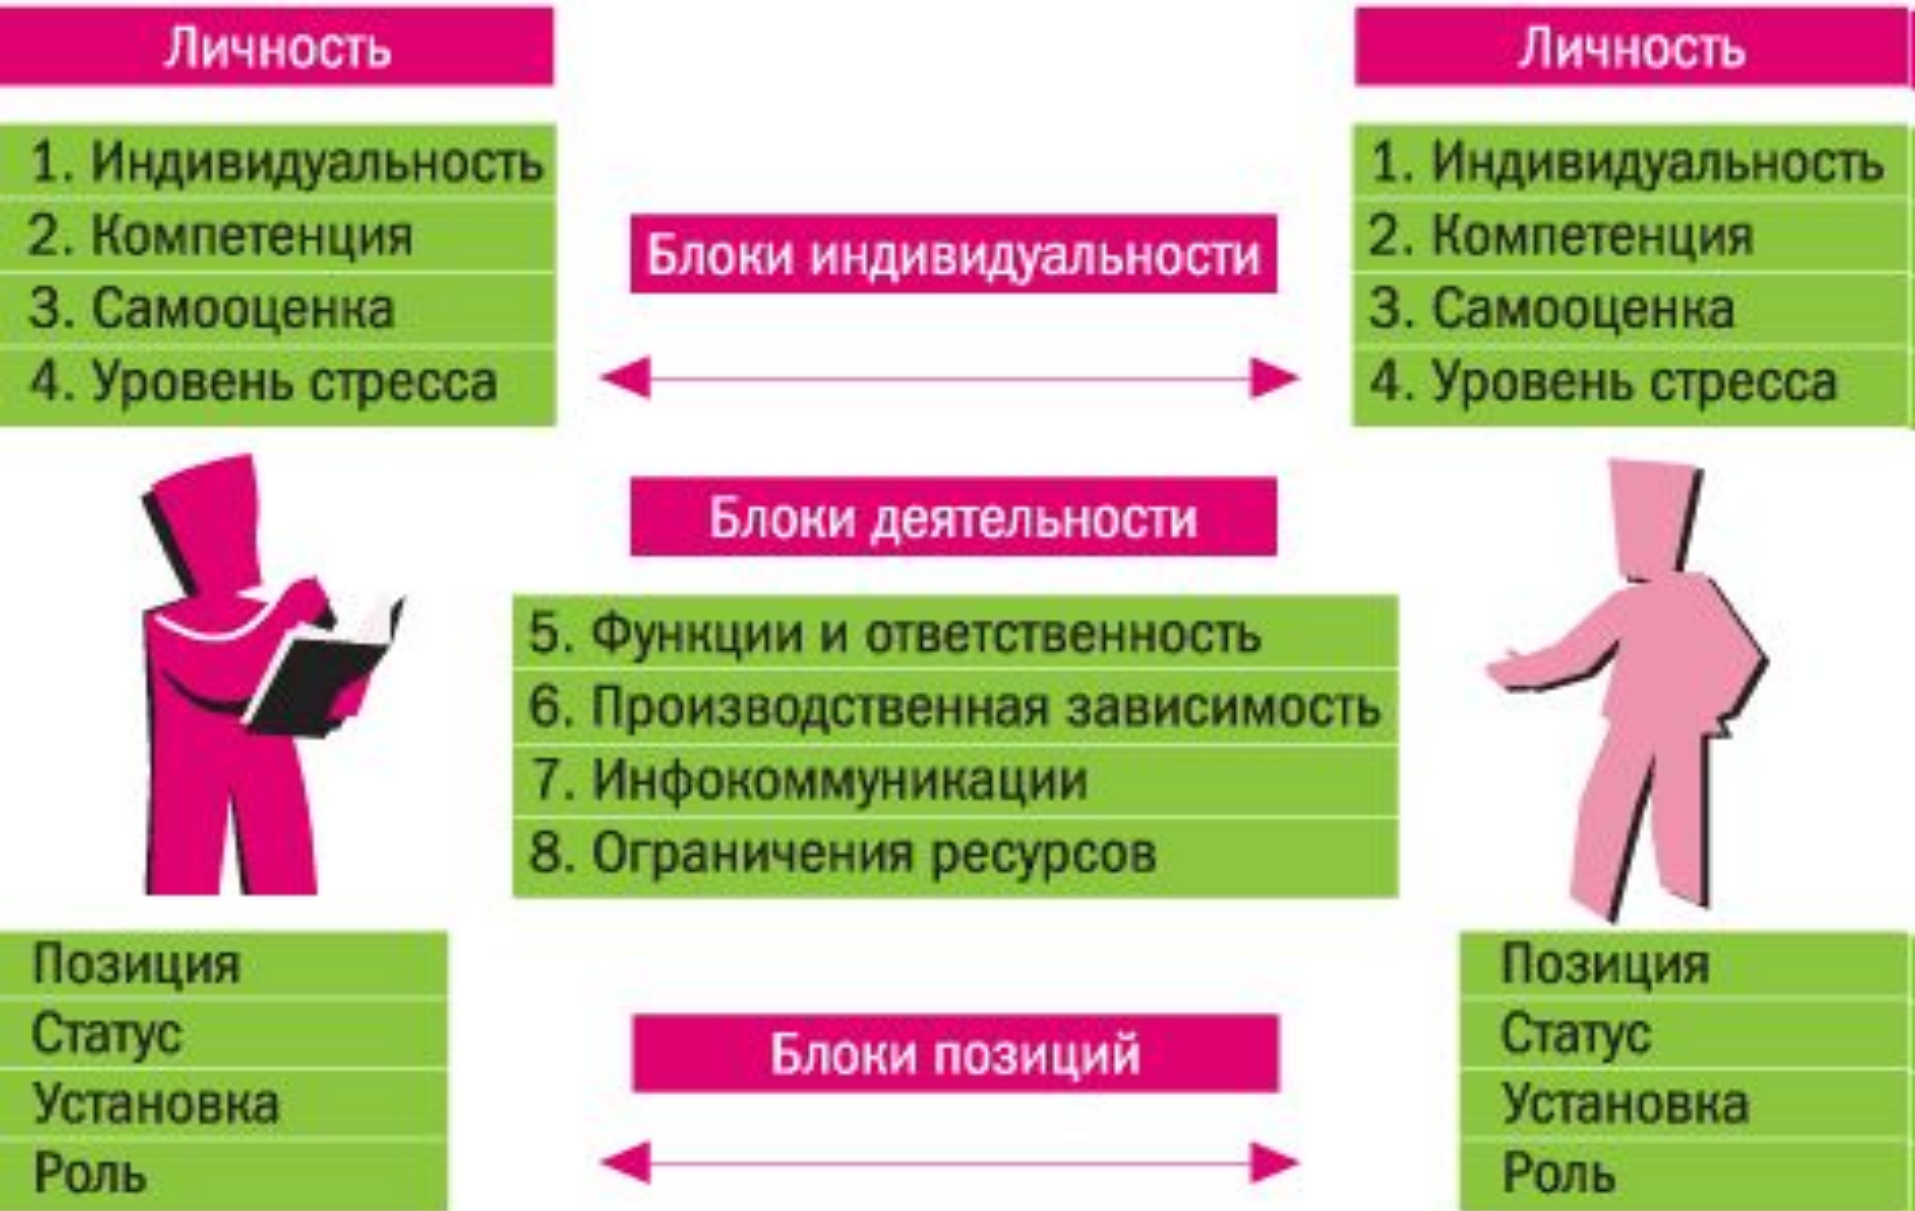 Личность
1. Индивидуальность
2. Компетенция
3. Самооценка
4. Уровень стресса
Личность
1. Индивидуальность
2. Компетенция
3. Самооценка
4. Уровень стресса
Блоки индивидуальности
Блоки деятельности
5. Функции и ответственность
6. Производственная зависимость
7. Инфокоммуникации
8. Ограничения ресурсов
Позиция
Статус
Установка
Роль
Блоки позиций
Позиция
Статус
Установка
Роль